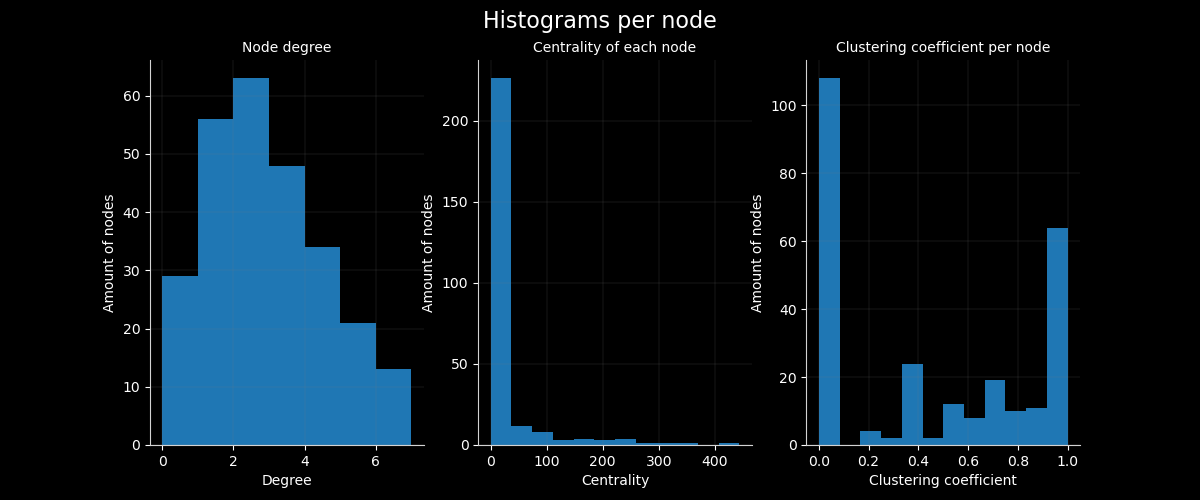 Histograms per node
Node degree
Amount of nodes
60
50
40
30
20
10
0
0 2 4 6
Degree
Centrality of each node
Amount of nodes
200
150
100
50
0
0 100 200 300 400
Centrality
Clustering coefficient per node
Amount of nodes
100
80
60
40
20
0
0.0 0.2 0.4 0.6 0.8 1.0
Clustering coefficient